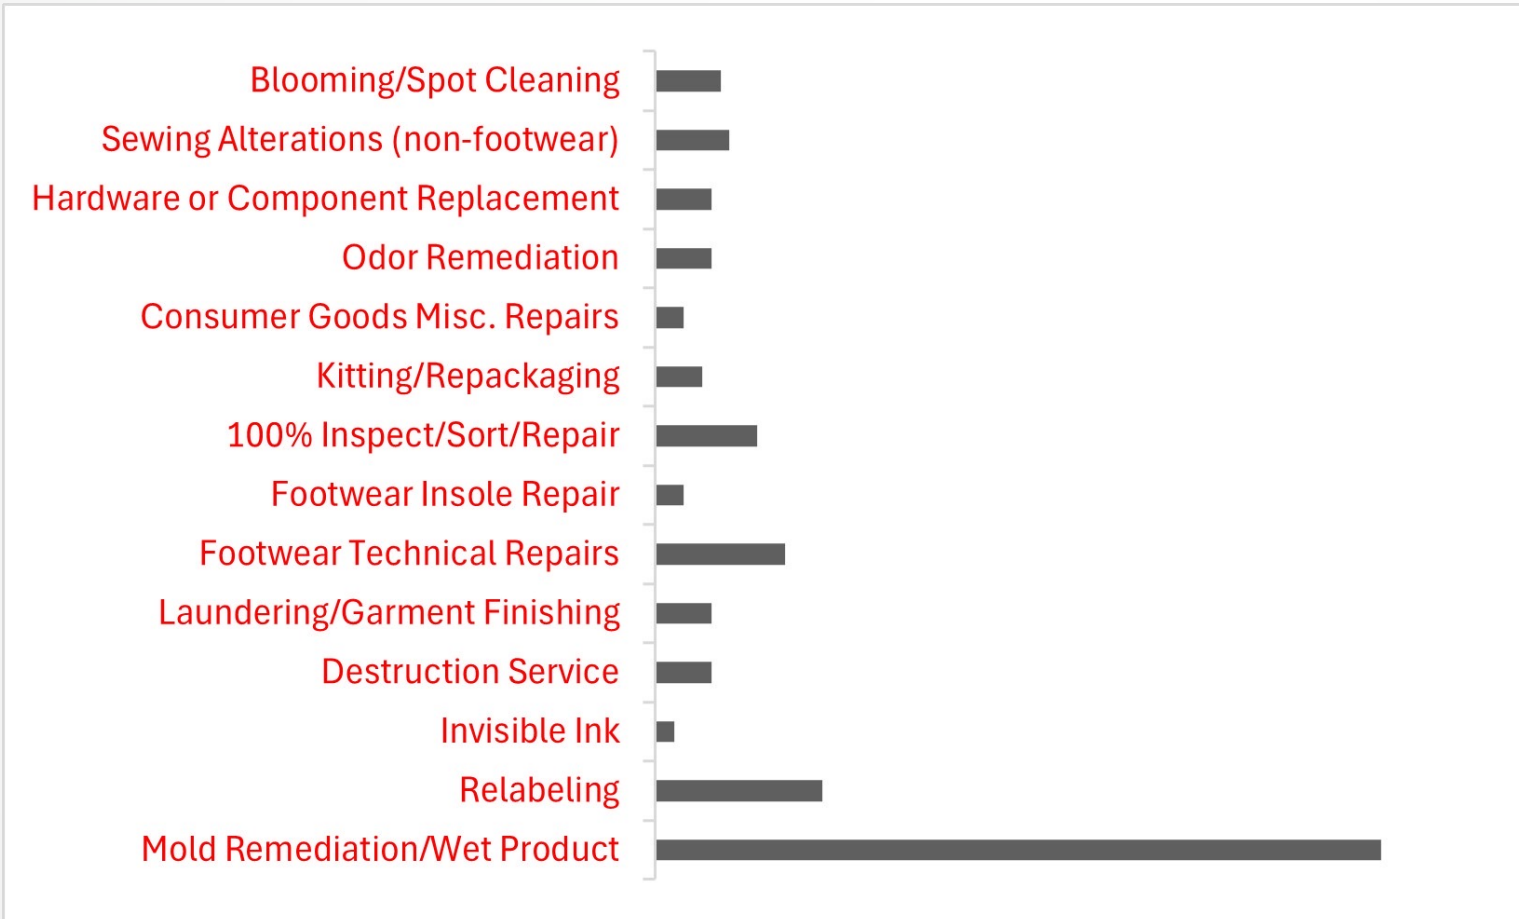 Blooming/Spot Cleaning
Sewing Alterations (non-footwear)
Hardware or Component Replacement
Odor Remediation
Consumer Goods Misc. Repairs
Kitting/Repackaging
100% Inspect/Sort/Repair
Footwear Insole Repair
Footwear Technical Repairs
Laundering/Garment Finishing
Destruction Service
Invisible Ink
Relabeling
Mold Remediation/Wet Product